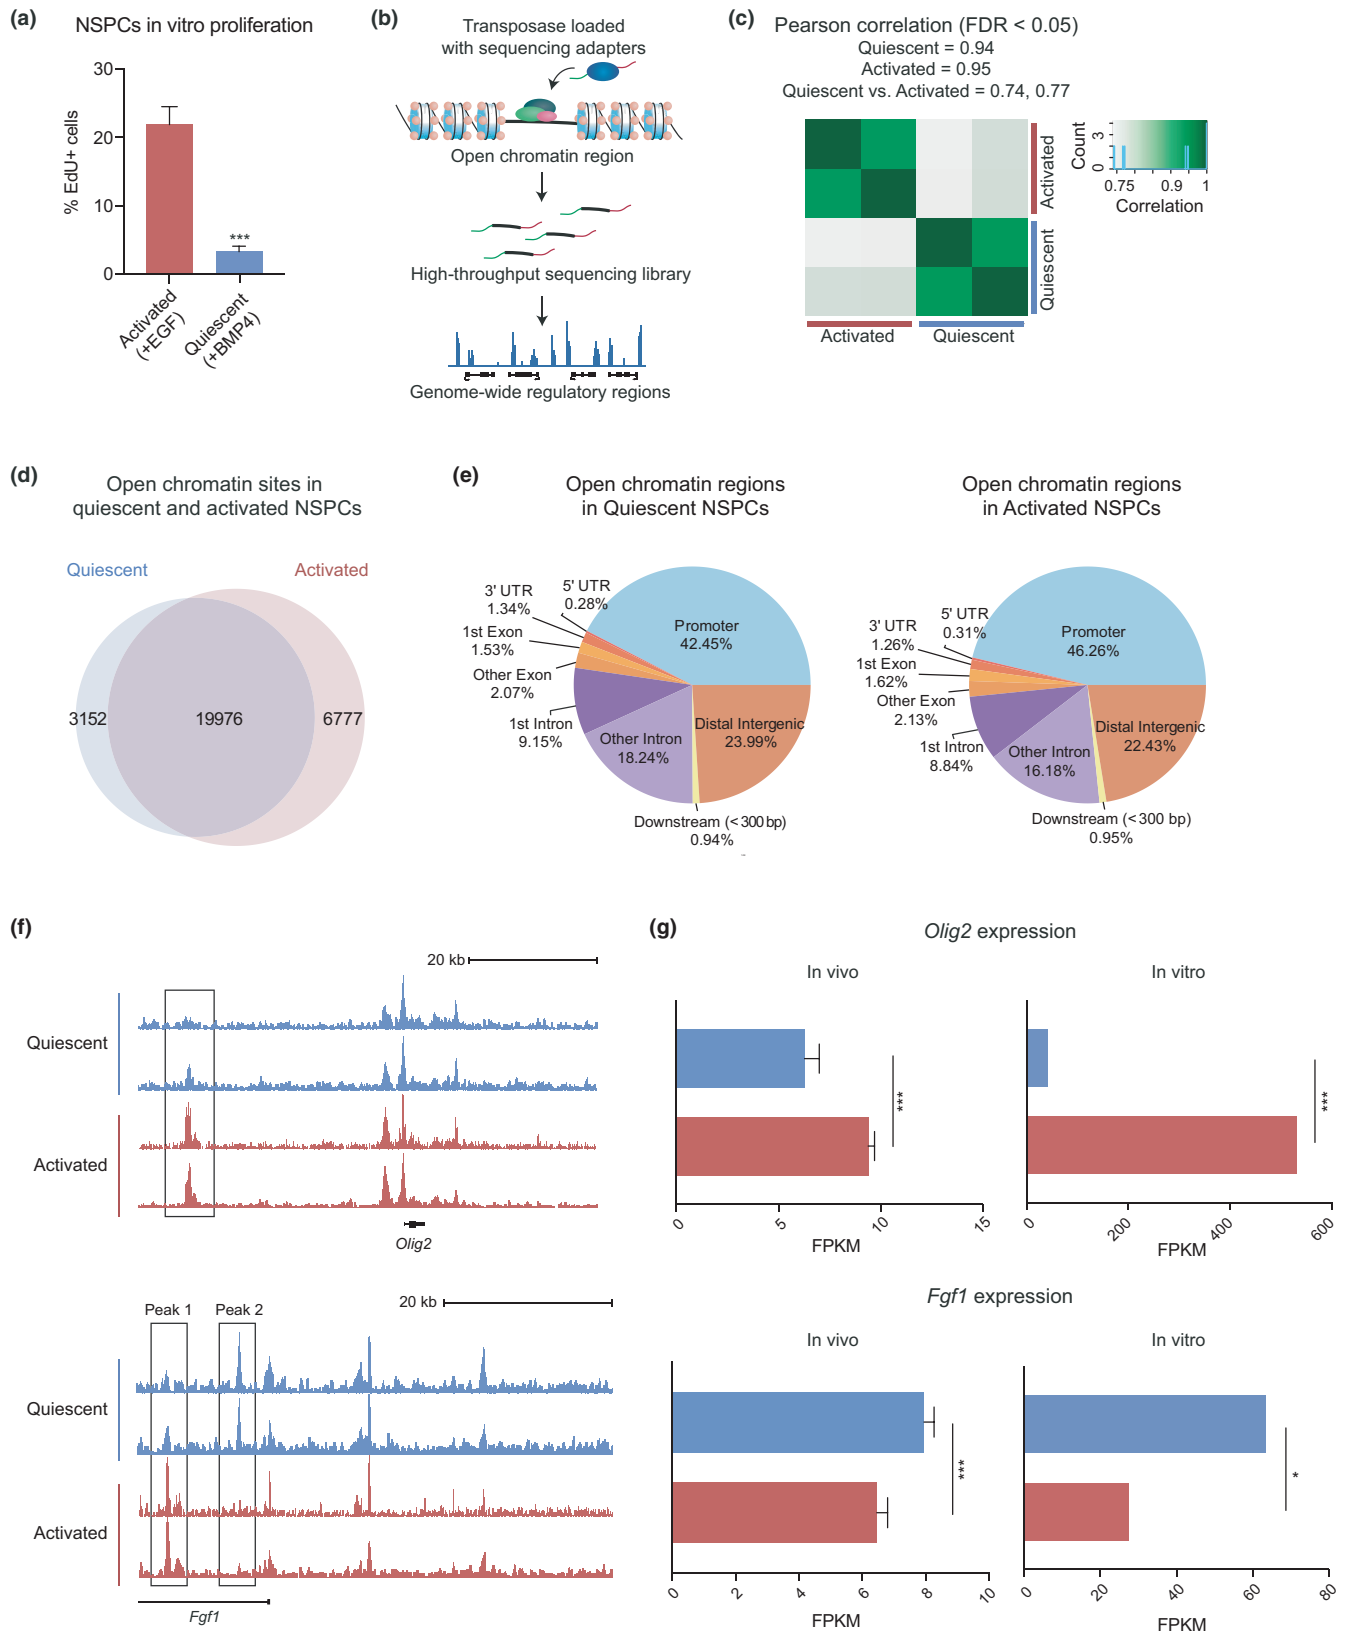 (a)
NSPCs in vitro proliferation
% EdU+ cells
30
20
10
0
***
Activated
(+EGF)
Quiescent
(+BMP4)
(b)
Transposase loaded
with sequencing adapters
Open chromatin region
High-throughput sequencing library
Genome-wide regulatory regions
(c)
Pearson correlation (FDR < 0.05)
Quiescent = 0.94
Activated = 0.95
Quiescent vs. Activated = 0.74, 0.77
Activated
Quiescent
Activated
Quiescent
Count
3
0
0.75
0.9
1
Correlation
(d)
Open chromatin sites in
quiescent and activated NSPCs
Quiescent
Activated
3152
19976
6777
(e)
Open chromatin regions
in Quiescent NSPCs
5' UTR
0.28%
3' UTR
1.34%
1st Exon
1.53%
Other Exon
2.07%
1st Intron
9.15%
Promoter
42.45%
Other Intron
18.24%
Distal Intergenic
23.99%
Downstream (<300 bp)
0.94%
Open chromatin regions
in Activated NSPCs
5' UTR
0.31%
3' UTR
1.26%
1st Exon
1.62%
Other Exon
2.13%
1st Intron
8.84%
Promoter
46.26%
Other Intron
16.18%
Distal Intergenic
22.43%
Downstream (<300 bp)
0.95%
(f)
20 kb
Quiescent
Activated
Olig2
Peak 1
Peak 2
20 kb
Quiescent
Activated
Fgf1
(g)
Olig2 expression
In vivo
***
0
5
10
15
FPKM
In vitro
***
0
200
400
600
FPKM
Fgf1 expression
In vivo
***
0
2
4
6
8
10
FPKM
In vitro
*
0
20
40
60
80
FPKM